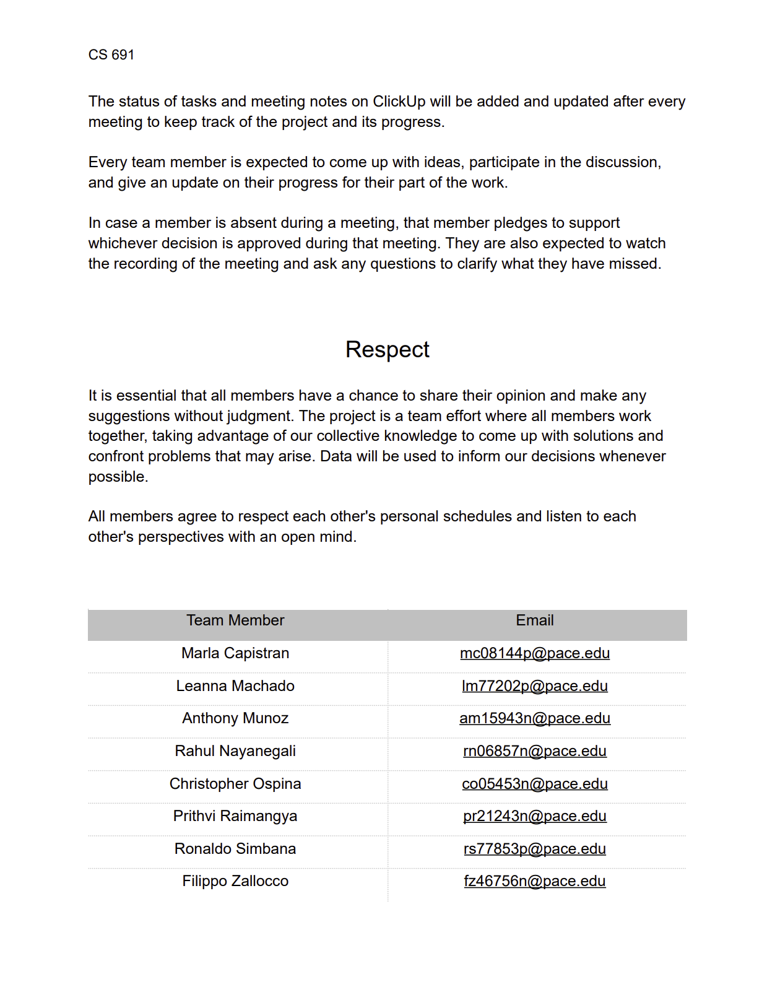 CS 691
The status of tasks and meeting notes on ClickUp will be added and updated after every
meeting to keep track of the project and its progress.
Every team member is expected to come up with ideas, participate in the discussion,
and give an update on their progress for their part of the work.
In case a member is absent during a meeting, that member pledges to support
whichever decision is approved during that meeting. They are also expected to watch
the recording of the meeting and ask any questions to clarify what they have missed.
Respect
It is essential that all members have a chance to share their opinion and make any
suggestions without judgment. The project is a team effort where all members work
together, taking advantage of our collective knowledge to come up with solutions and
confront problems that may arise. Data will be used to inform our decisions whenever
possible.
All members agree to respect each other's personal schedules and listen to each
other's perspectives with an open mind.
Team Member Email
Marla Capistran mc08144p@pace.edu
Leanna Machado lm77202p@pace.edu
Anthony Munoz am15943n@pace.edu
Rahul Nayanegali rn06857n@pace.edu
Christopher Ospina co05453n@pace.edu
Prithvi Raimangya pr21243n@pace.edu
Ronaldo Simbana rs77853p@pace.edu
Filippo Zallocco fz46756n@pace.edu